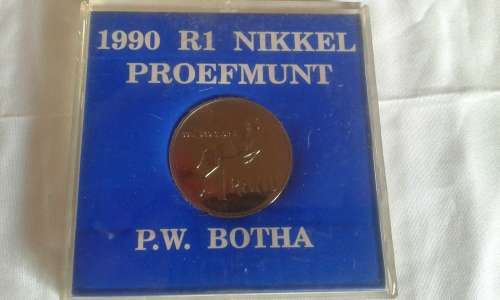 1990 R1 NIKKEL
PROEFMUNT
P.W. BOTHA